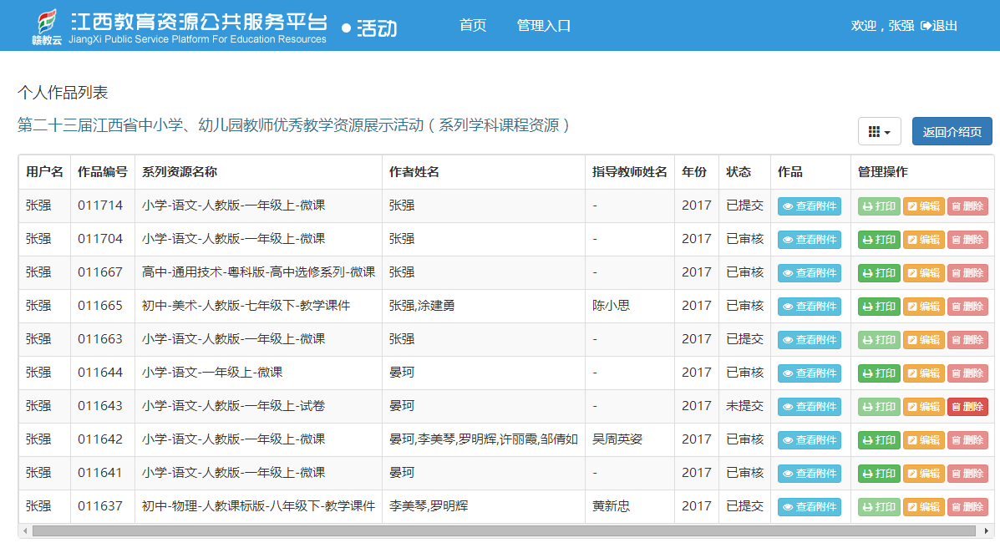 赣教云
江西教育资源公共服务平台
JiangXi Public Service Platform For Education Resources
活动
首页 管理入口 欢迎，张强 退出
个人作品列表
第二十三届江西省中小学、幼儿园教师优秀教学资源展示活动（系列学科课程资源）
返回介绍页
用户名 作品编号 系列资源名称 作者姓名 指导教师姓名 年份 状态 作品 管理操作
张强 011714 小学-语文-人教版-一年级上-微课 张强 - 2017 已提交 查看附件 打印 编辑 删除
张强 011704 小学-语文-人教版-一年级上-微课 张强 - 2017 已审核 查看附件 打印 编辑 删除
张强 011667 高中-通用技术-粤科版-高中选修系列-微课 张强 - 2017 已审核 查看附件 打印 编辑 删除
张强 011665 初中-美术-人教版-七年级下-教学课件 张强,涂建勇 陈小思 2017 已审核 查看附件 打印 编辑 删除
张强 011663 小学-语文-人教版-一年级上-微课 张强 - 2017 已提交 查看附件 打印 编辑 删除
张强 011644 小学-语文-一年级上-微课 晏珂 - 2017 已审核 查看附件 打印 编辑 删除
张强 011643 小学-语文-人教版-一年级上-试卷 晏珂 - 2017 未提交 查看附件 打印 编辑 删除
张强 011642 小学-语文-人教版-一年级上-微课 晏珂,李美琴,罗明辉,许丽霞,邹倩如 吴周英姿 2017 已审核 查看附件 打印 编辑 删除
张强 011641 小学-语文-人教版-一年级上-微课 晏珂 - 2017 已审核 查看附件 打印 编辑 删除
张强 011637 初中-物理-人教课标版-八年级下-教学课件 李美琴,罗明辉 黄新忠 2017 已提交 查看附件 打印 编辑 删除